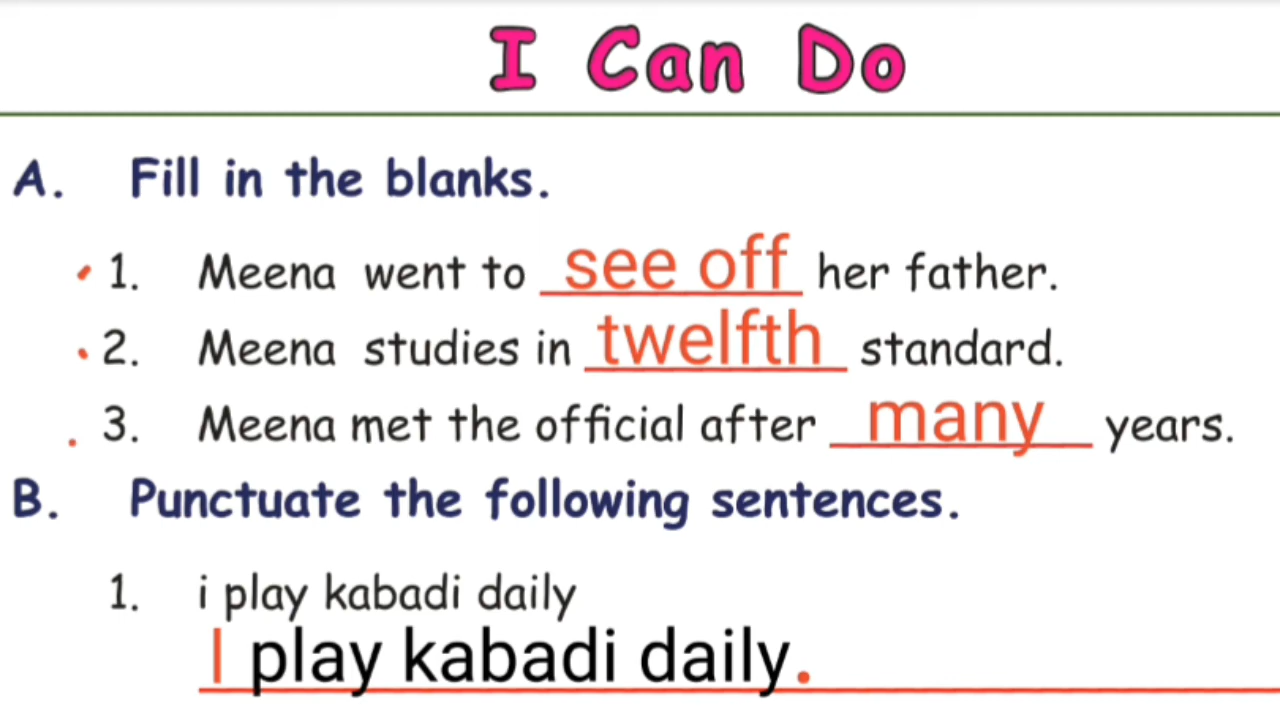 I Can Do
A. Fill in the blanks.
1. Meena went to see off her father.
2. Meena studies in twelfth standard.
3. Meena met the official after many years.
B. Punctuate the following sentences.
1. i play kabadi daily
I play kabadi daily.